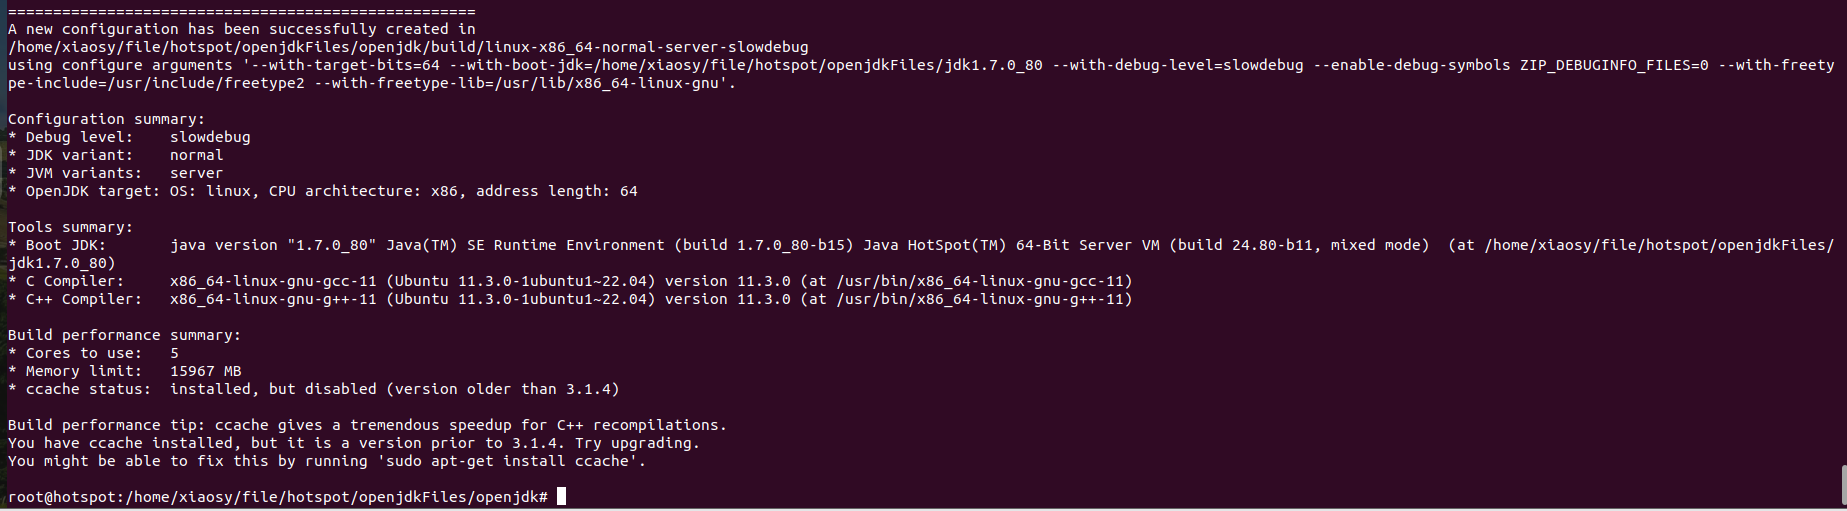 ====================================================
A new configuration has been successfully created in
/home/xiaosy/file/hotspot/openjdkFiles/openjdk/build/linux-x86_64-normal-server-slowdebug
using configure arguments '--with-target-bits=64 --with-boot-jdk=/home/xiaosy/file/hotspot/openjdkFiles/jdk1.7.0_80 --with-debug-level=slowdebug --enable-debug-symbols ZIP_DEBUGINFO_FILES=0 --with-freety
pe-include=/usr/include/freetype2 --with-freetype-lib=/usr/lib/x86_64-linux-gnu'.
Configuration summary:
* Debug level:    slowdebug
* JDK variant:    normal
* JVM variants:   server
* OpenJDK target: OS: linux, CPU architecture: x86, address length: 64
Tools summary:
* Boot JDK:       java version "1.7.0_80" Java(TM) SE Runtime Environment (build 1.7.0_80-b15) Java HotSpot(TM) 64-Bit Server VM (build 24.80-b11, mixed mode)  (at /home/xiaosy/file/hotspot/openjdkFiles/
jdk1.7.0_80)
* C Compiler:     x86_64-linux-gnu-gcc-11 (Ubuntu 11.3.0-1ubuntu1~22.04) version 11.3.0 (at /usr/bin/x86_64-linux-gnu-gcc-11)
* C++ Compiler:   x86_64-linux-gnu-g++-11 (Ubuntu 11.3.0-1ubuntu1~22.04) version 11.3.0 (at /usr/bin/x86_64-linux-gnu-g++-11)
Build performance summary:
* Cores to use:   5
* Memory limit:   15967 MB
* ccache status:  installed, but disabled (version older than 3.1.4)
Build performance tip: ccache gives a tremendous speedup for C++ recompilations.
You have ccache installed, but it is a version prior to 3.1.4. Try upgrading.
You might be able to fix this by running 'sudo apt-get install ccache'.
root@hotspot:/home/xiaosy/file/hotspot/openjdkFiles/openjdk#